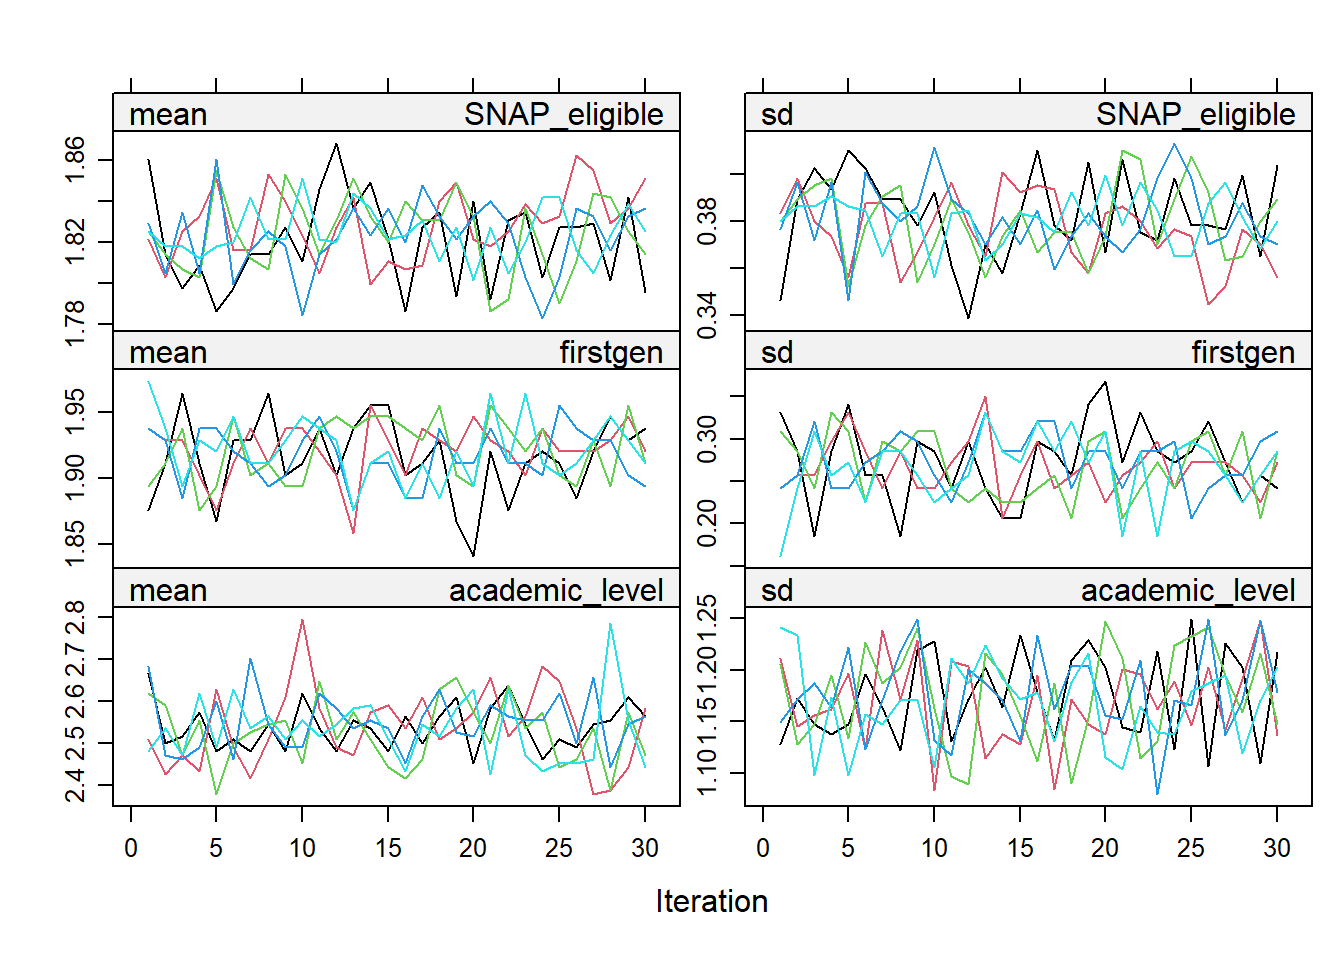 mean SNAP_eligible
sd SNAP_eligible
1.78 1.82 1.86
0.34 0.38
mean firstgen
sd firstgen
1.85 1.90 1.95
0.20 0.30
mean academic_level
sd academic_level
2.4 2.5 2.6 2.7 2.8
1.10 1.15 1.20 1.25
0 5 10 15 20 25 30
0 5 10 15 20 25 30
Iteration